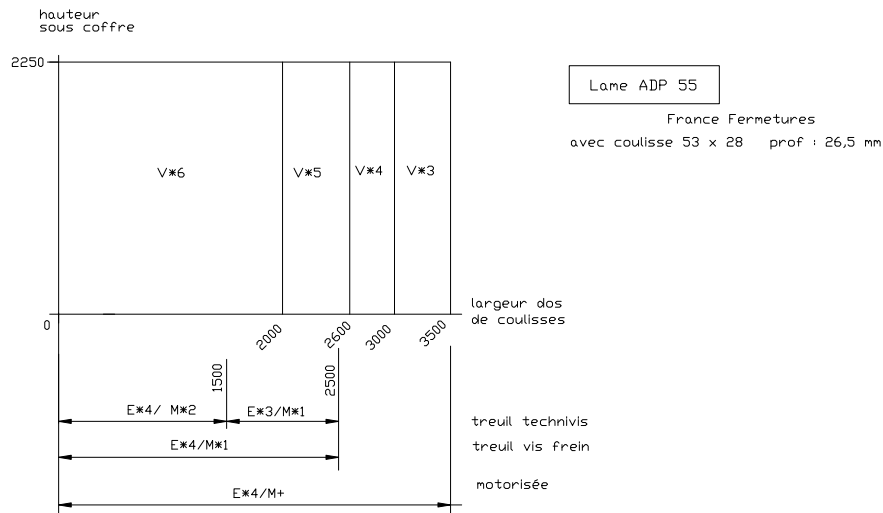 hauteur
sous coffre
2250
Lame ADP 55
France Fermetures
avec coulisse 53 x 28 prof : 26,5 mm
V*6
V*5
V*4
V*3
largeur dos
de coulisses
0
2000
2600
3000
3500
1500
2500
E*4/ M*2
E*3/M*1
treuil technivis
E*4/M*1
treuil vis frein
motorisée
E*4/M+